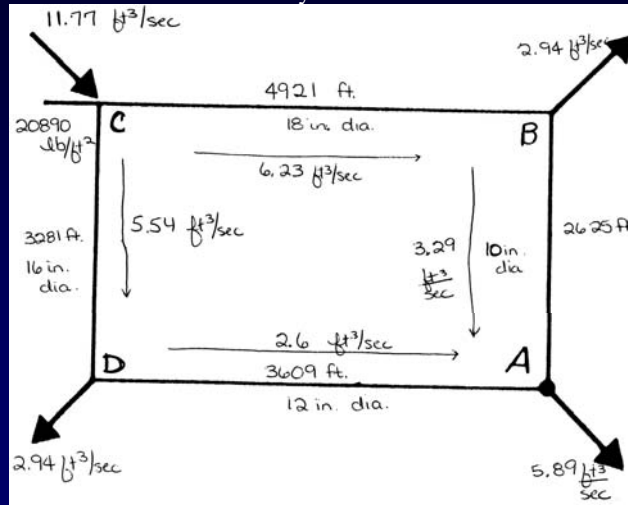 11.77 ft³/sec
2.94 ft³/sec
4921 ft.
20890
lb/ft²
C
18 in. dia.
B
6.23 ft³/sec
5.54 ft³/sec
3281 ft.
16 in.
dia.
3.29
ft³
sec
10 in.
dia
2625 ft
2.6 ft³/sec
D
3609 ft.
A
12 in. dia.
2.94 ft³/sec
5.89 ft³
sec